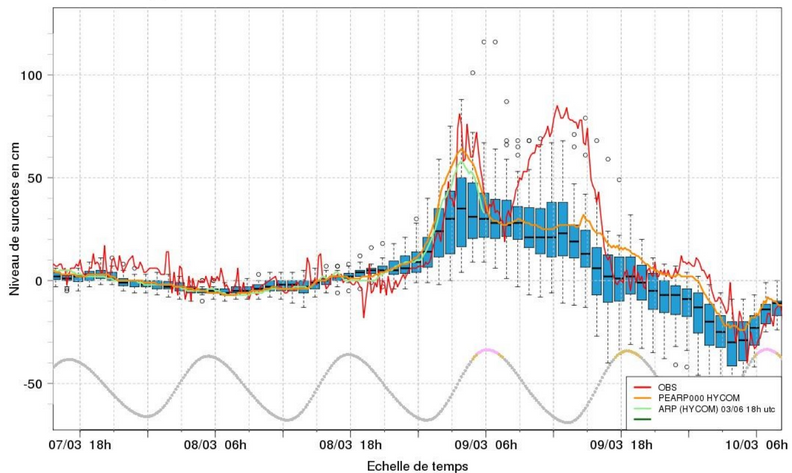 Niveau de surcotes en cm
100
50
0
-50
OBS
PEARP000 HYCOM
ARP (HYCOM) 03/06 18h utc
07/03 18h
08/03 06h
08/03 18h
09/03 06h
09/03 18h
10/03 06h
Echelle de temps